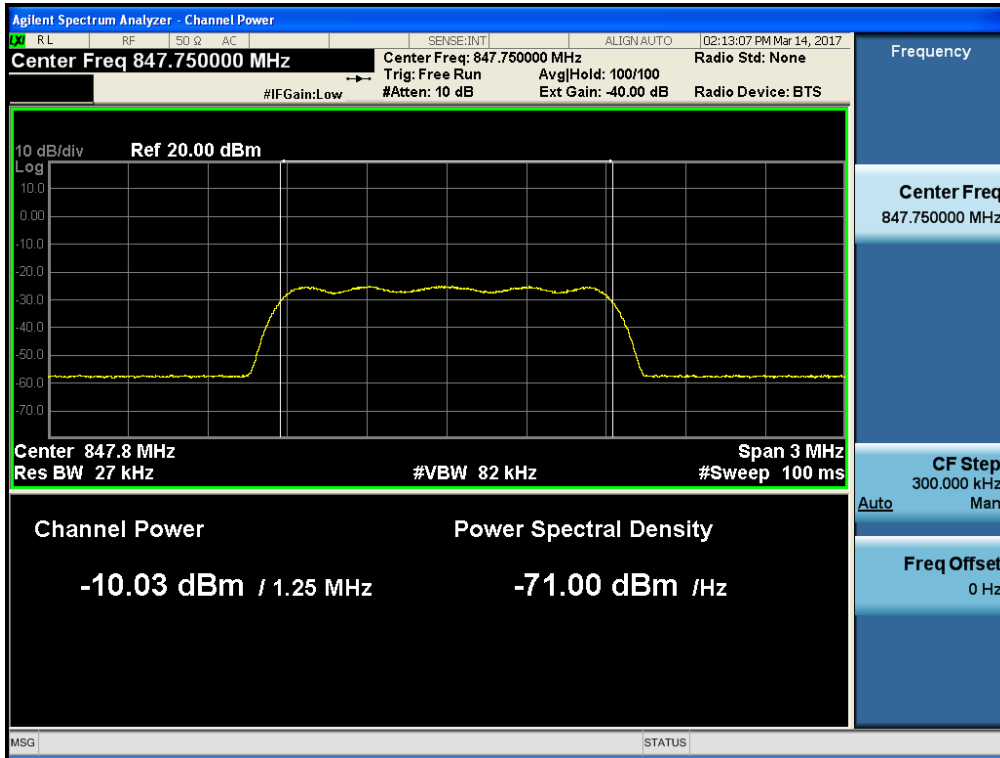 Agilent Spectrum Analyzer - Channel Power
LXI RL RF 50 Ω AC SENSE:INT ALIGN AUTO 02:13:07 PM Mar 14, 2017
Center Freq 847.750000 MHz
Center Freq: 847.750000 MHz Radio Std: None
Trig: Free Run Avg|Hold: 100/100
#IFGain:Low #Atten: 10 dB Ext Gain: -40.00 dB Radio Device: BTS
10 dB/div Ref 20.00 dBm
Log
10.0
0.00
-10.0
-20.0
-30.0
-40.0
-50.0
-60.0
-70.0
Center 847.8 MHz Span 3 MHz
Res BW 27 kHz #VBW 82 kHz #Sweep 100 ms
Channel Power Power Spectral Density
-10.03 dBm / 1.25 MHz -71.00 dBm /Hz
MSG STATUS
Frequency
Center Freq
847.750000 MHz
CF Step
300.000 kHz
Auto Man
Freq Offset
0 Hz